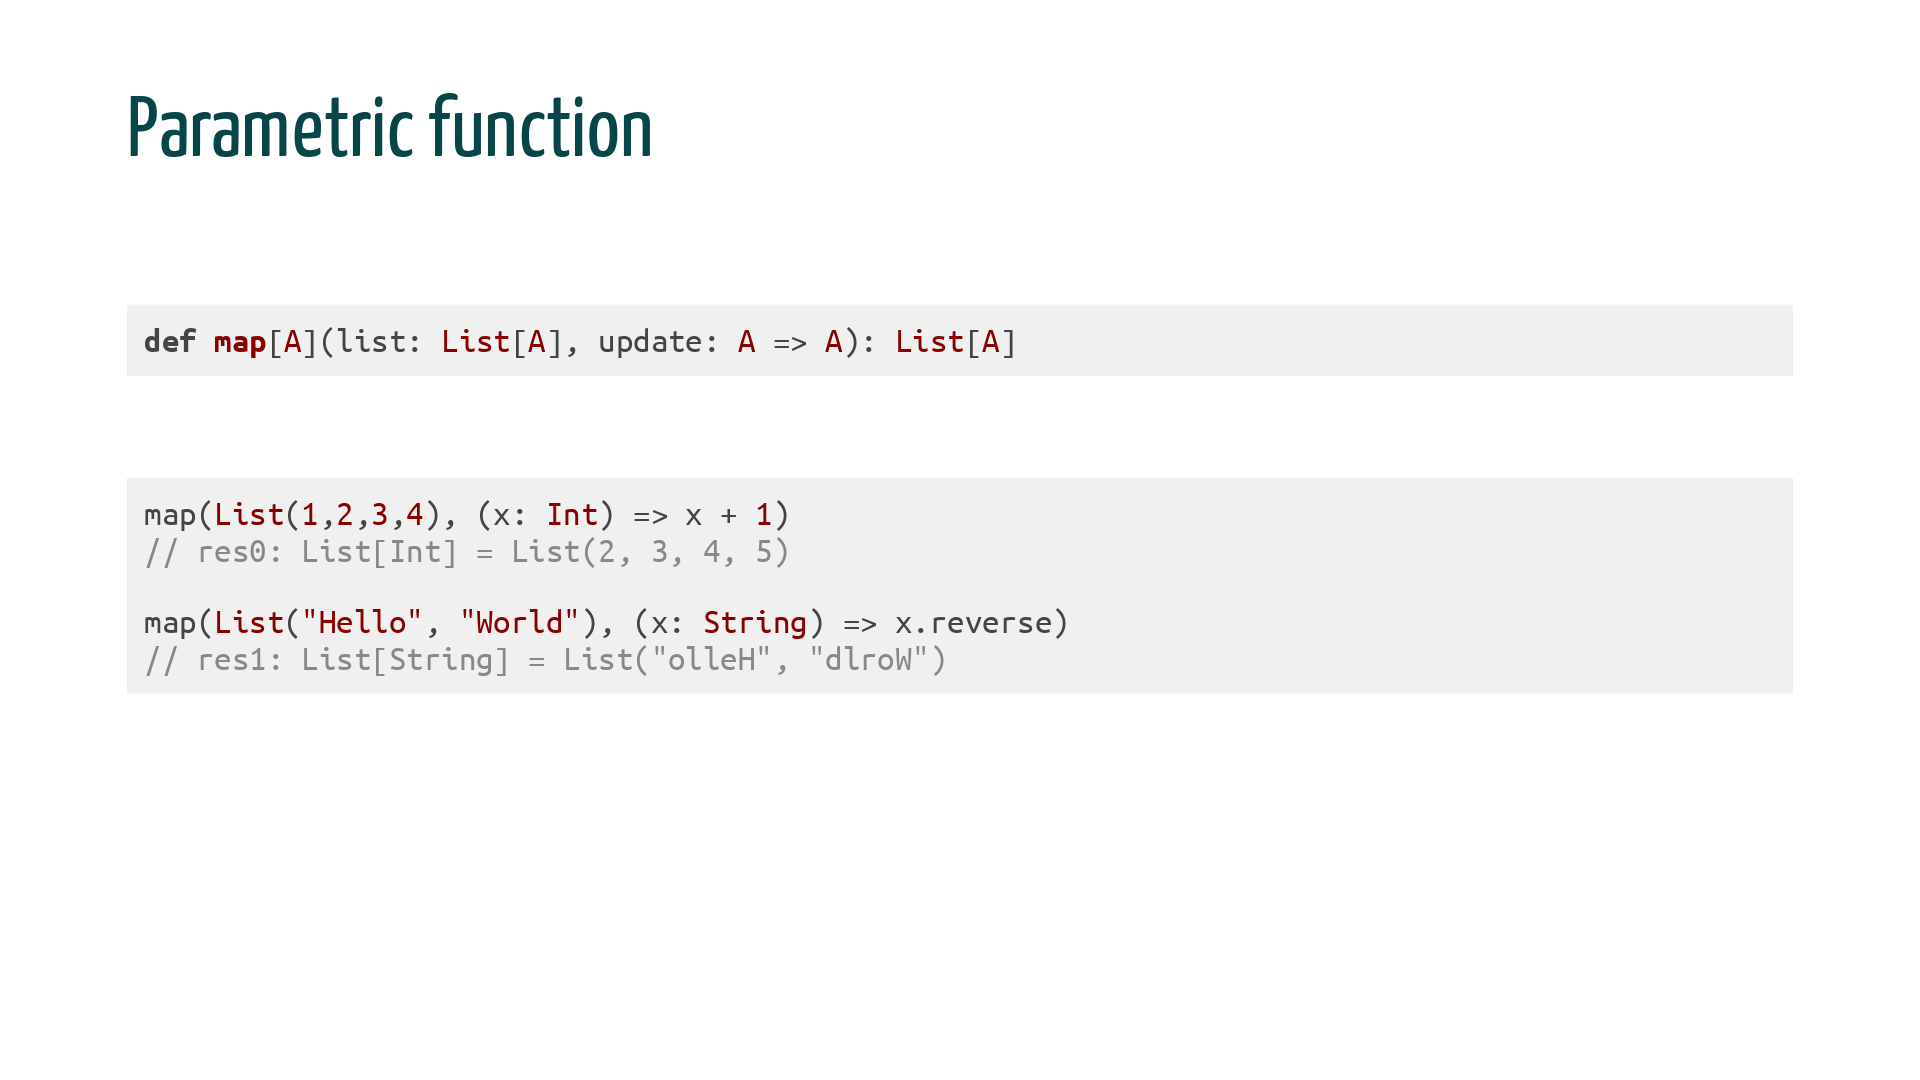 Parametric function
def map[A](list: List[A], update: A => A): List[A]
map(List(1,2,3,4), (x: Int) => x + 1)
// res0: List[Int] = List(2, 3, 4, 5)
map(List("Hello", "World"), (x: String) => x.reverse)
// res1: List[String] = List("olleH", "dlroW")